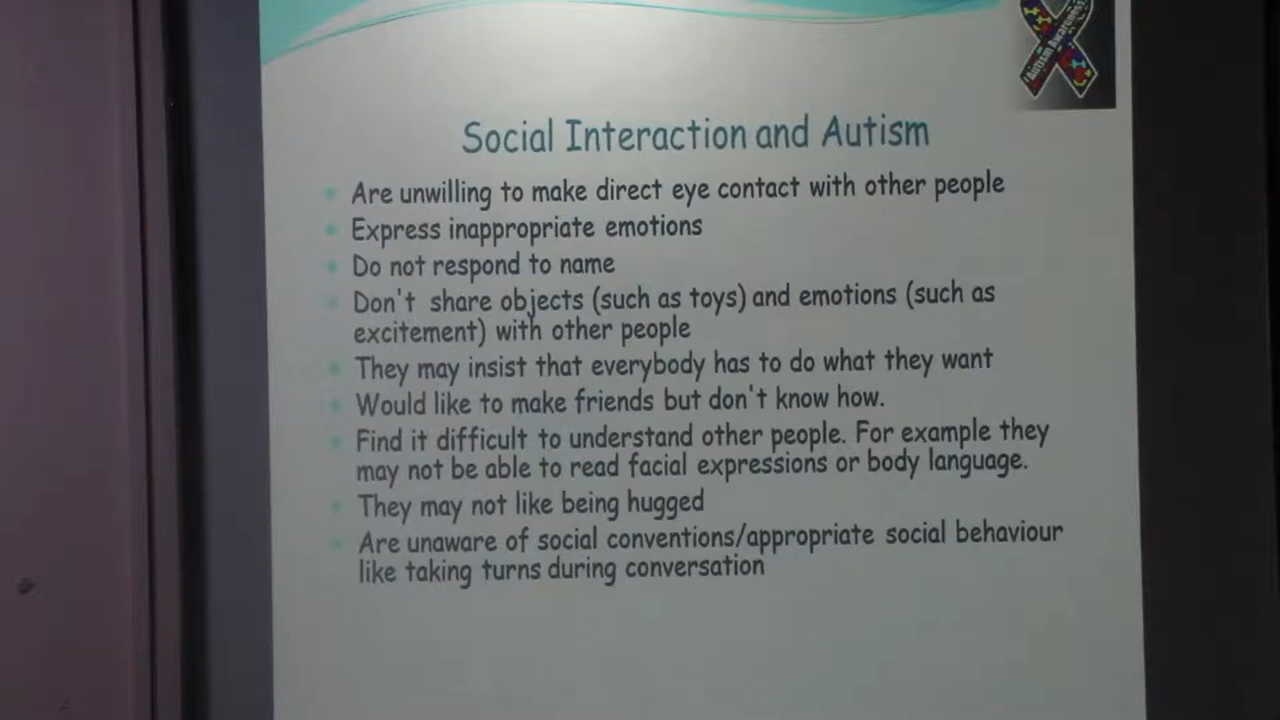 Autism Awareness
Social Interaction and Autism
Are unwilling to make direct eye contact with other people
Express inappropriate emotions
Do not respond to name
Don't share objects (such as toys) and emotions (such as
excitement) with other people
They may insist that everybody has to do what they want
Would like to make friends but don't know how.
Find it difficult to understand other people. For example they
may not be able to read facial expressions or body language.
They may not like being hugged
Are unaware of social conventions/appropriate social behaviour
like taking turns during conversation